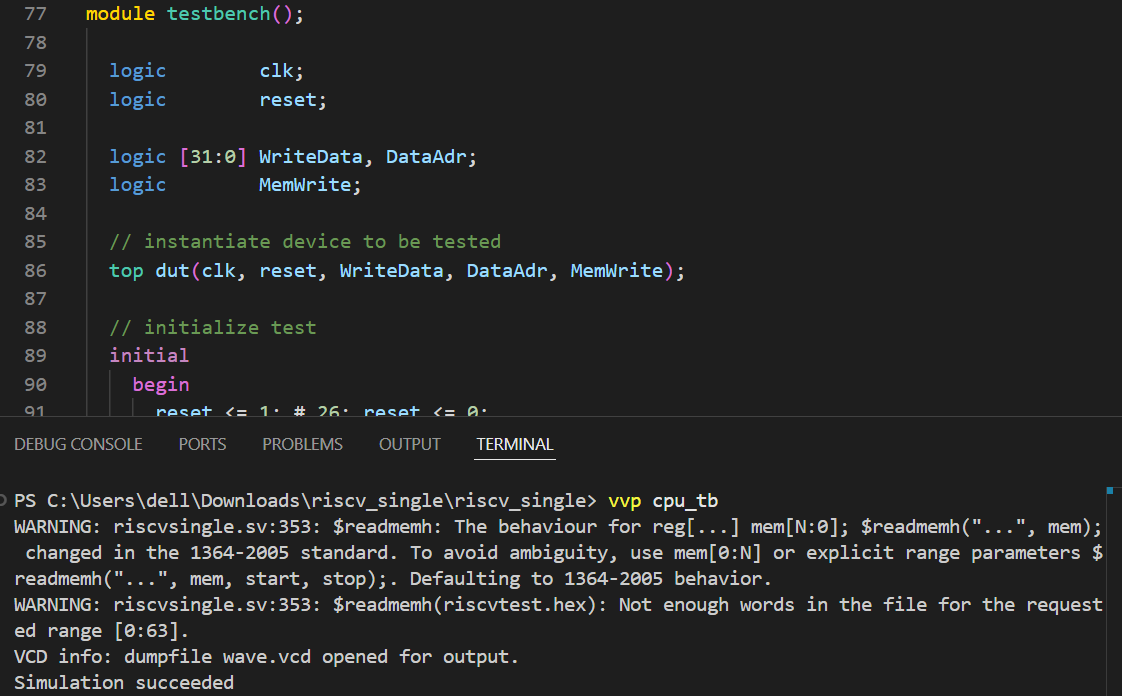 77 module testbench();
78
79 logic clk;
80 logic reset;
81
82 logic [31:0] WriteData, DataAdr;
83 logic MemWrite;
84
85 // instantiate device to be tested
86 top dut(clk, reset, WriteData, DataAdr, MemWrite);
87
88 // initialize test
89 initial
90 begin
91 reset <= 1; # 26; reset <= 0;
DEBUG CONSOLE PORTS PROBLEMS OUTPUT TERMINAL
PS C:\Users\dell\Downloads\riscv_single\riscv_single> vvp cpu_tb
WARNING: riscvsingle.sv:353: $readmemh: The behaviour for reg[...] mem[N:0]; $readmemh("...", mem);
changed in the 1364-2005 standard. To avoid ambiguity, use mem[0:N] or explicit range parameters $
readmemh("...", mem, start, stop);. Defaulting to 1364-2005 behavior.
WARNING: riscvsingle.sv:353: $readmemh(riscvtest.hex): Not enough words in the file for the request
ed range [0:63].
VCD info: dumpfile wave.vcd opened for output.
Simulation succeeded